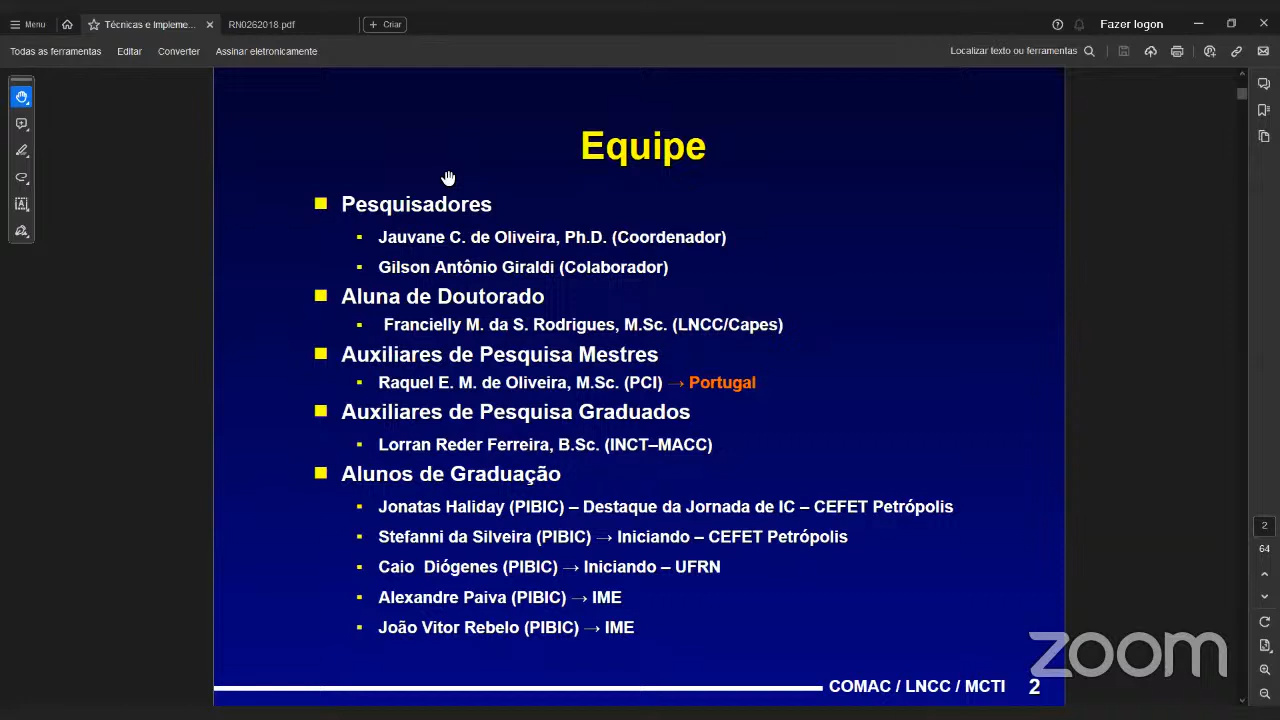 Menu
Técnicas e Impleme...
RN0262018 pdf
Criar
Fazer logon
Todas as ferramentas
Editar
Converter
Assinar eletronicamente
Localizar texto ou ferramentas
Equipe
Pesquisadores
Jauvane C. de Oliveira, Ph.D. (Coordenador)
Gilson Antônio Giraldi (Colaborador)
Aluna de Doutorado
Francielly M. da S. Rodrigues, M.Sc. (LNCC/Capes)
Auxiliares de Pesquisa Mestres
Raquel E. M. de Oliveira, M.Sc. (PCI) → Portugal
Auxiliares de Pesquisa Graduados
Lorran Reder Ferreira, B.Sc. (INCT–MACC)
Alunos de Graduação
Jonatas Haliday (PIBIC) – Destaque da Jornada de IC – CEFET Petrópolis
Stefanni da Silveira (PIBIC) → Iniciando – CEFET Petrópolis
Caio Diógenes (PIBIC) → Iniciando – UFRN
Alexandre Paiva (PIBIC) → IME
João Vitor Rebelo (PIBIC) → IME
COMAC / LNCC / MCTI 2
2
64
zoom